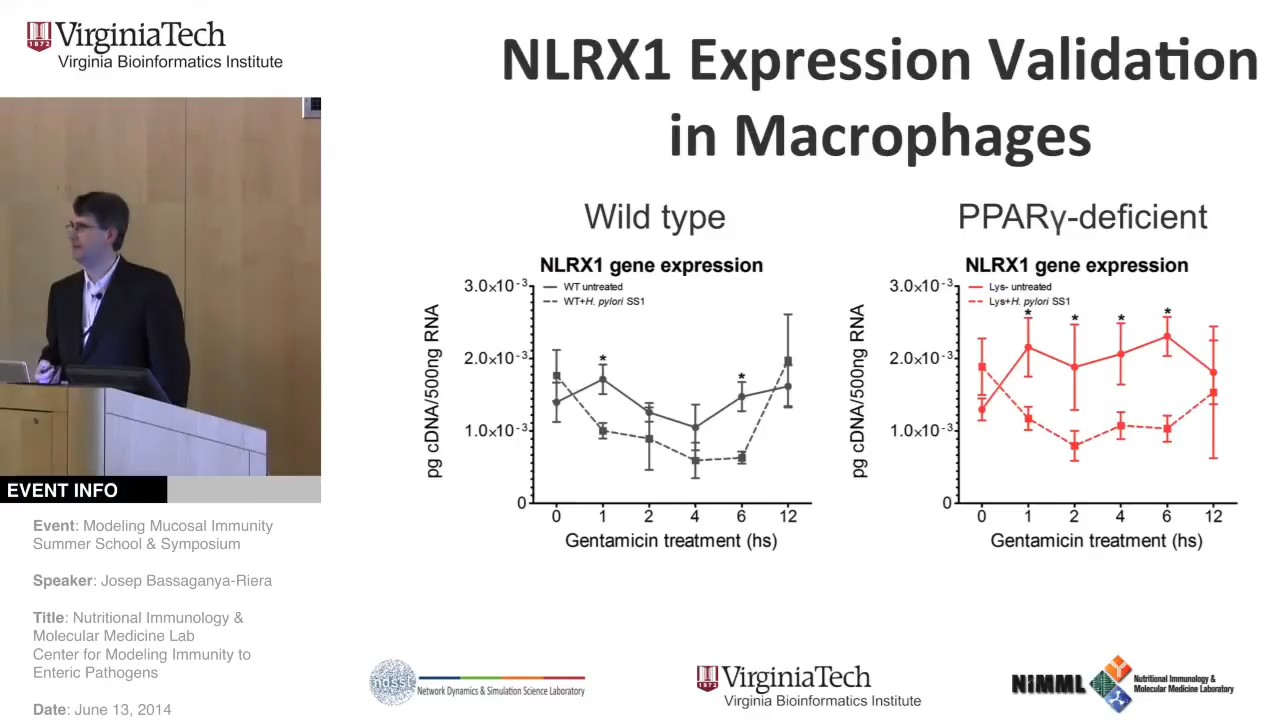 VirginiaTech
1872
Virginia Bioinformatics Institute
NLRX1 Expression Validation
in Macrophages
Wild type
NLRX1 gene expression
WT untreated
WT+H. pylori SS1
3.0×10⁻³
2.0×10⁻³
1.0×10⁻³
0
pg cDNA/500ng RNA
*
*
0 1 2 4 6 12
Gentamicin treatment (hs)
PPARγ-deficient
NLRX1 gene expression
Lys- untreated
Lys+H. pylori SS1
3.0×10⁻³
2.0×10⁻³
1.0×10⁻³
0
pg cDNA/500ng RNA
* * * *
0 1 2 4 6 12
Gentamicin treatment (hs)
EVENT INFO
Event: Modeling Mucosal Immunity
Summer School & Symposium
Speaker: Josep Bassaganya-Riera
Title: Nutritional Immunology &
Molecular Medicine Lab
Center for Modeling Immunity to
Enteric Pathogens
Date: June 13, 2014
ndssl
Network Dynamics & Simulation Science Laboratory
VirginiaTech
1872
Virginia Bioinformatics Institute
NIMML
Nutritional Immunology &
Molecular Medicine Laboratory